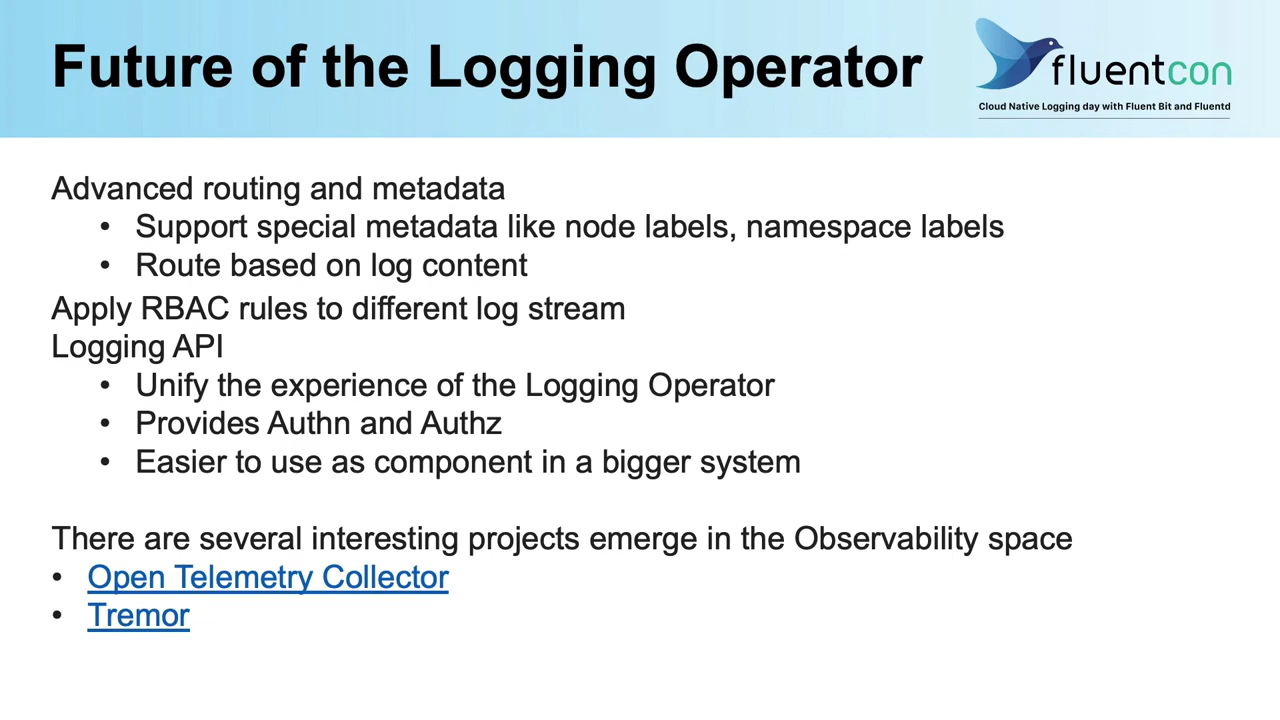 Future of the Logging Operator
fluentcon
Cloud Native Logging day with Fluent Bit and Fluentd
Advanced routing and metadata
• Support special metadata like node labels, namespace labels
• Route based on log content
Apply RBAC rules to different log stream
Logging API
• Unify the experience of the Logging Operator
• Provides Authn and Authz
• Easier to use as component in a bigger system
There are several interesting projects emerge in the Observability space
• Open Telemetry Collector
• Tremor